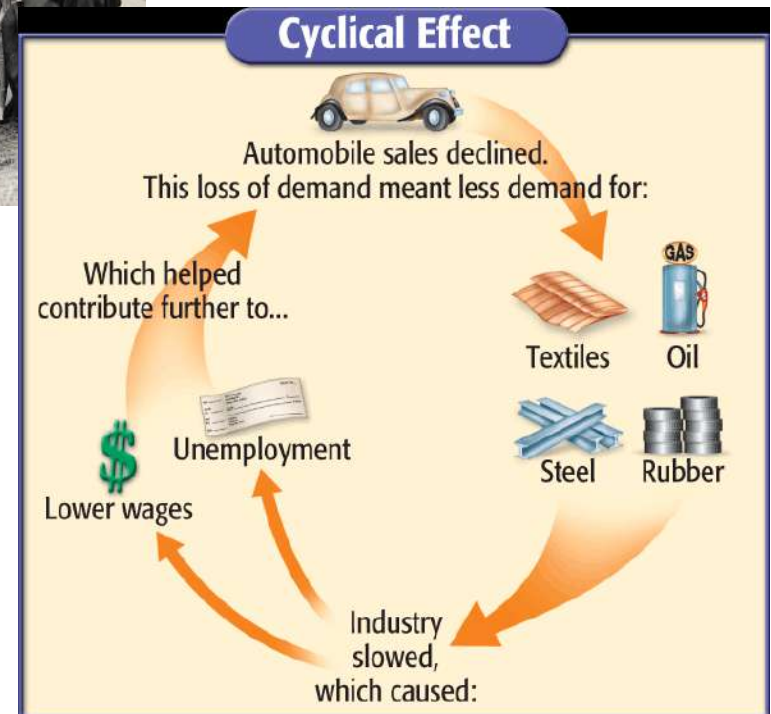 Cyclical Effect
Automobile sales declined.
This loss of demand meant less demand for:
Which helped
contribute further to...
GAS
Textiles
Oil
Steel
Rubber
Unemployment
Lower wages
Industry
slowed,
which caused: